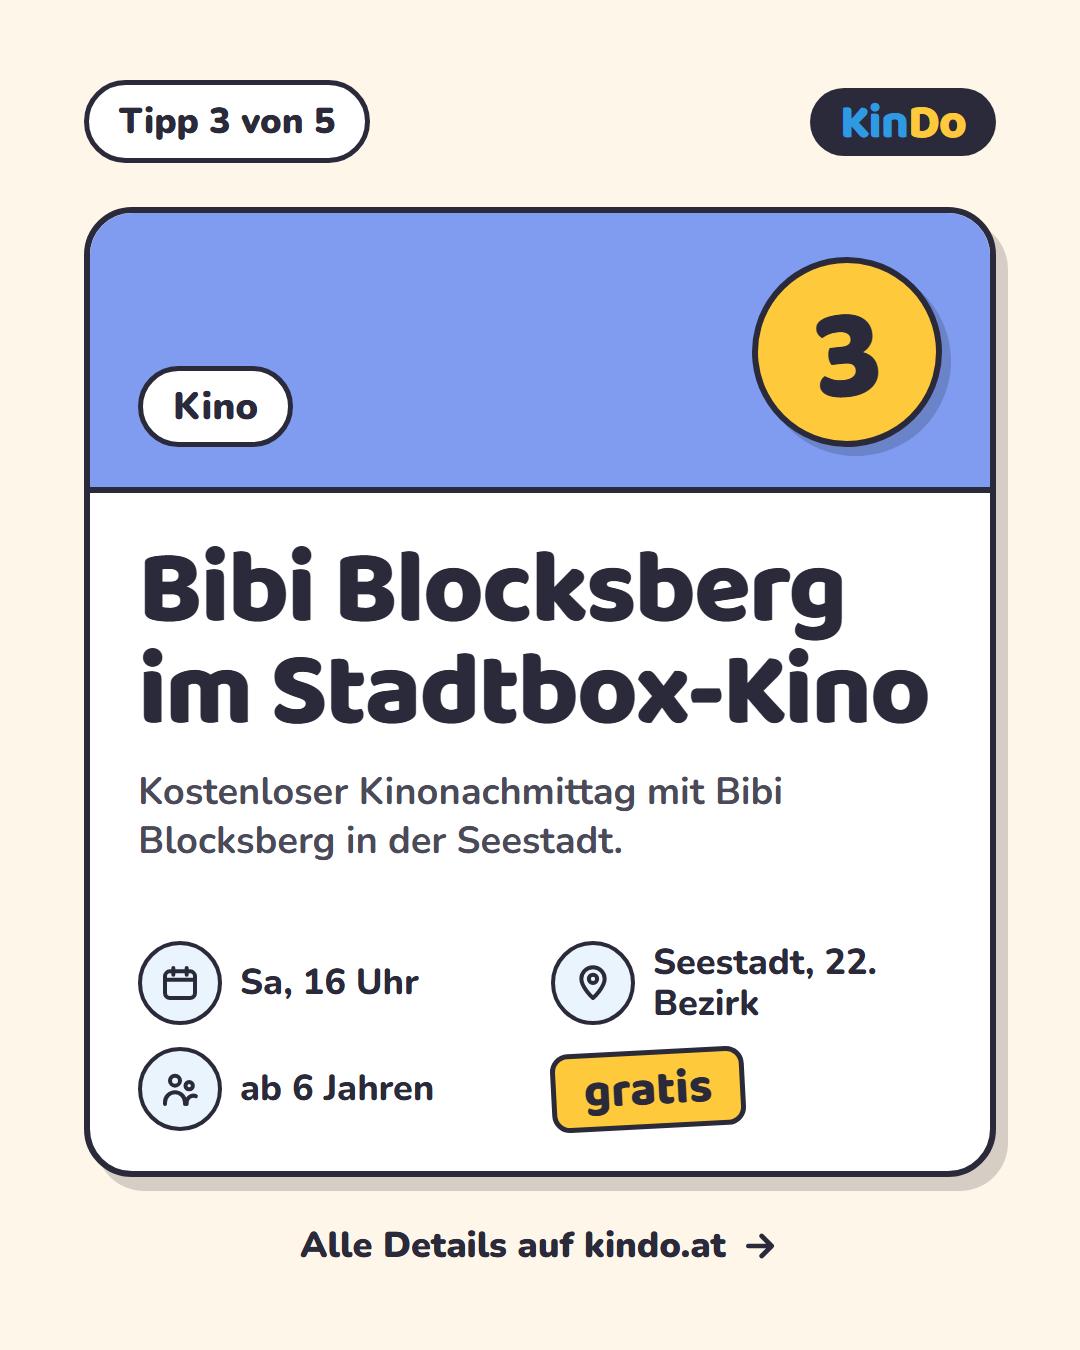 Tipp 3 von 5
KinDo
3
Kino
Bibi Blocksberg
im Stadtbox-Kino
Kostenloser Kinonachmittag mit Bibi
Blocksberg in der Seestadt.
Sa, 16 Uhr
Seestadt, 22.
Bezirk
ab 6 Jahren
gratis
Alle Details auf kindo.at →